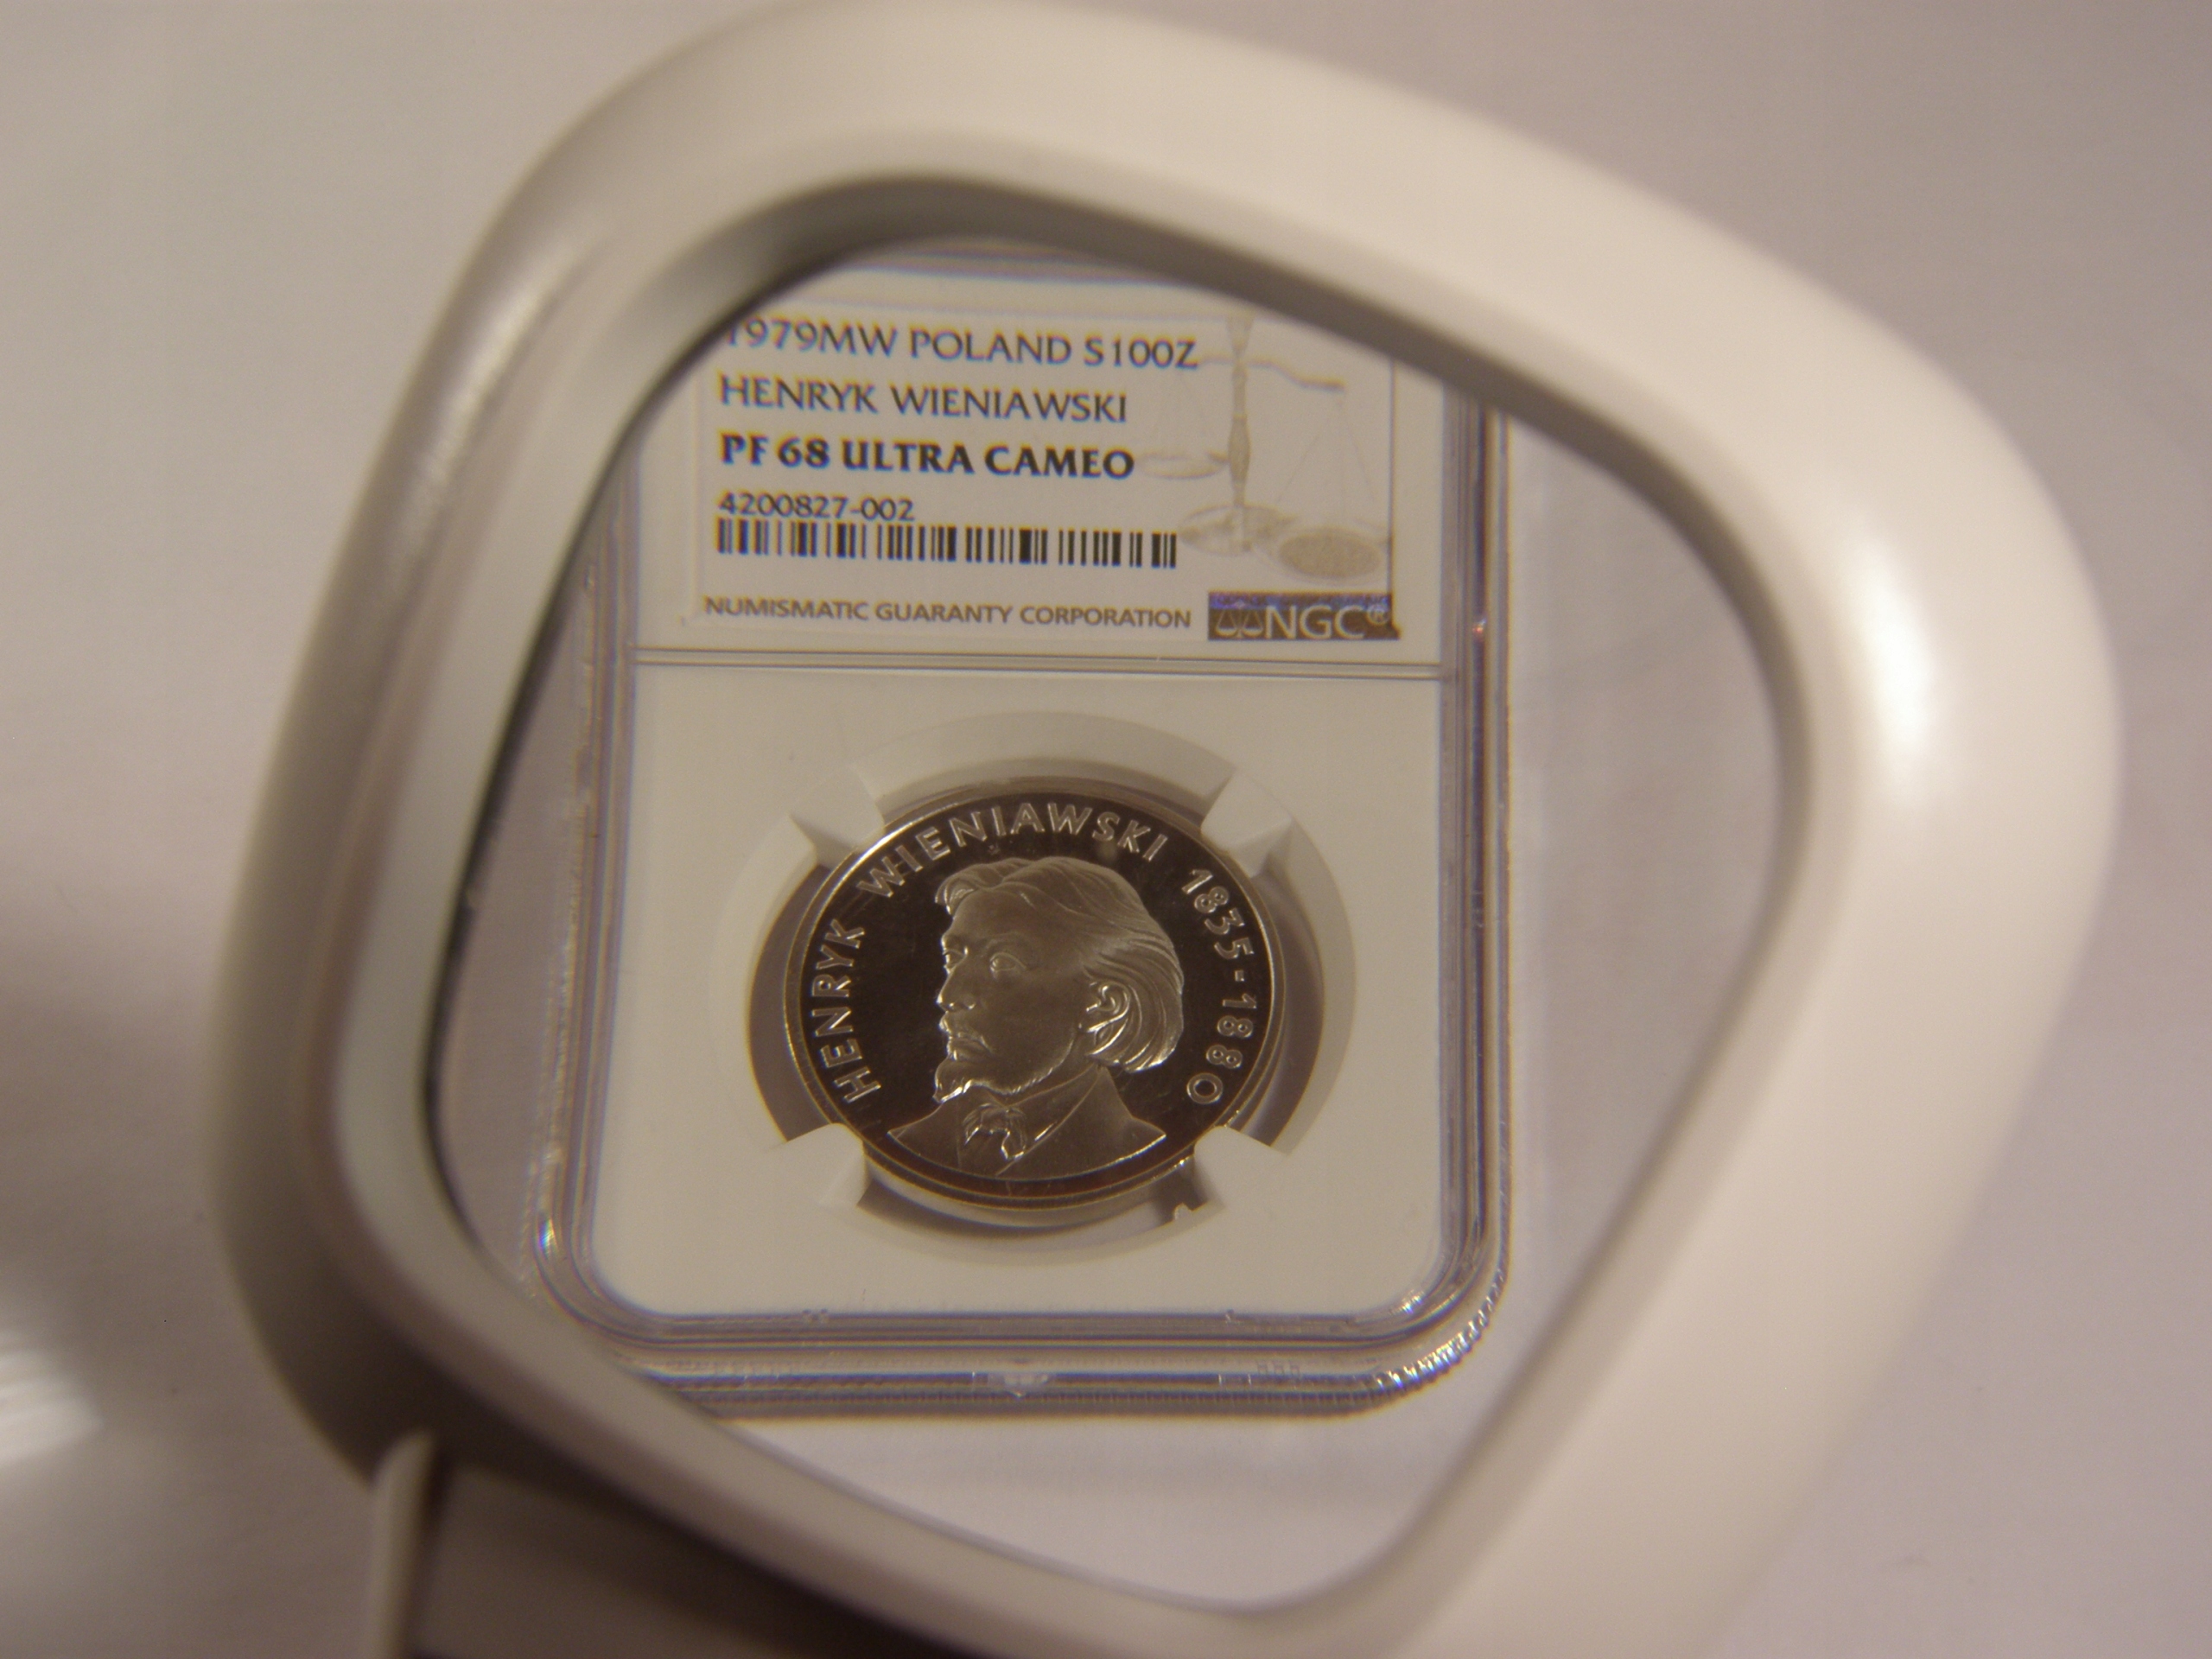 1979MW POLAND S100Z
HENRYK WIENIAWSKI
PF 68 ULTRA CAMEO
4200827-002
NUMISMATIC GUARANTY CORPORATION
NGC®
HENRYK WIENIAWSKI 1835-1880